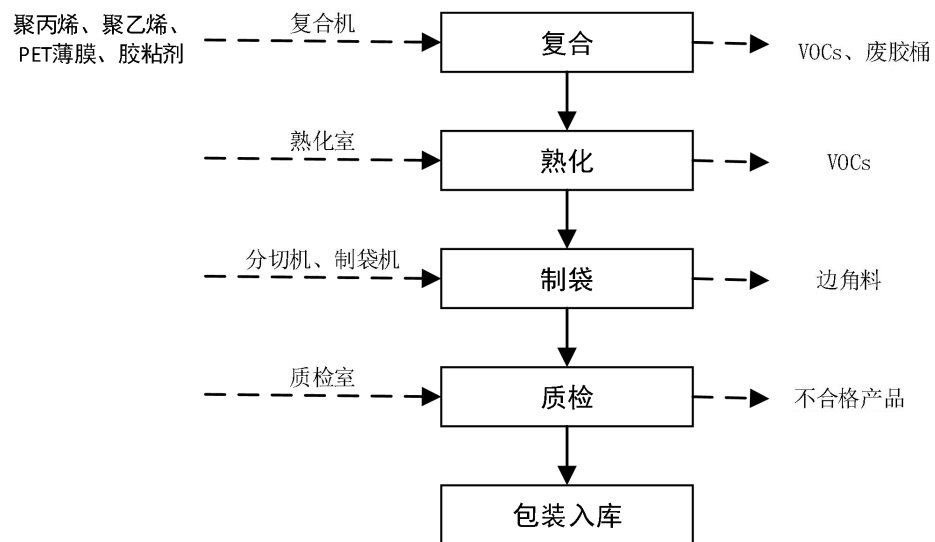 聚丙烯、聚乙烯、
PET薄膜、胶粘剂
复合机
复合
VOCs、废胶桶
熟化室
熟化
VOCs
分切机、制袋机
制袋
边角料
质检室
质检
不合格产品
包装入库